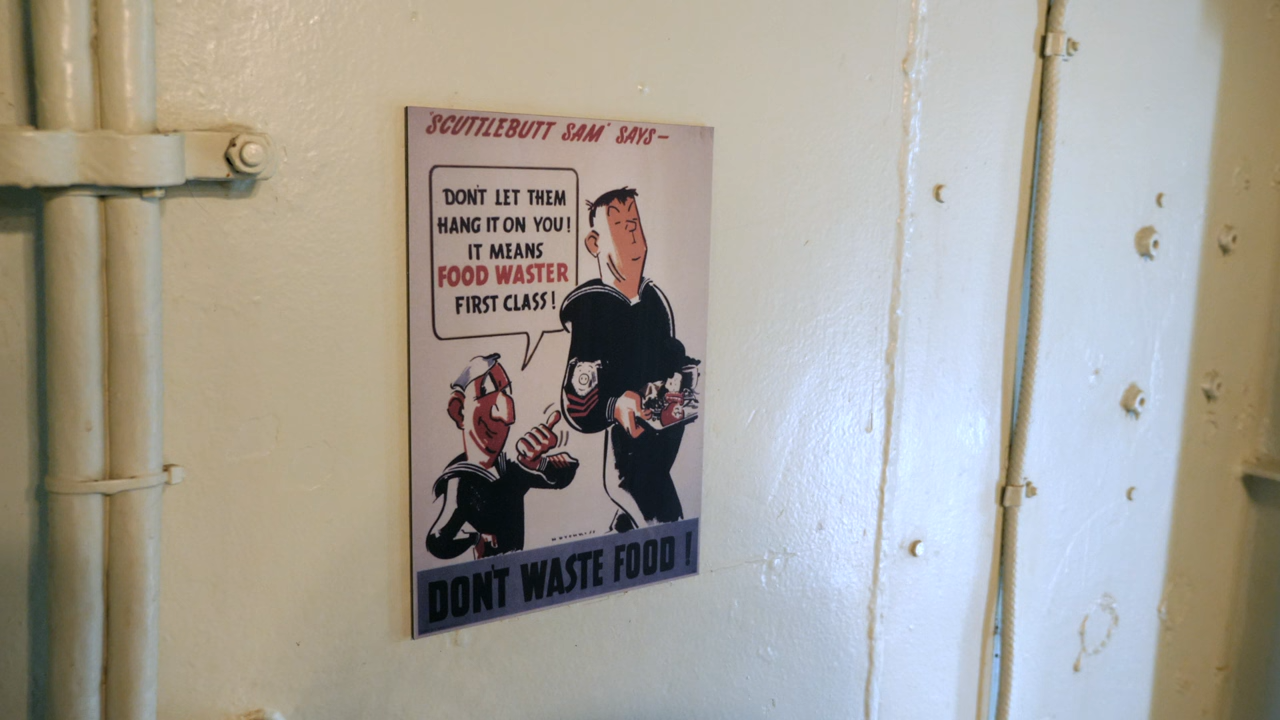 'SCUTTLEBUTT SAM' SAYS—
DON'T LET THEM
HANG IT ON YOU!
IT MEANS
FOOD WASTER
FIRST CLASS!
DON'T WASTE FOOD!